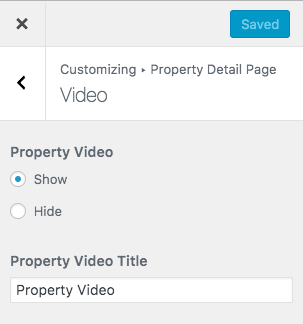 Saved
Customizing ▸ Property Detail Page
Video
Property Video
Show
Hide
Property Video Title
Property Video